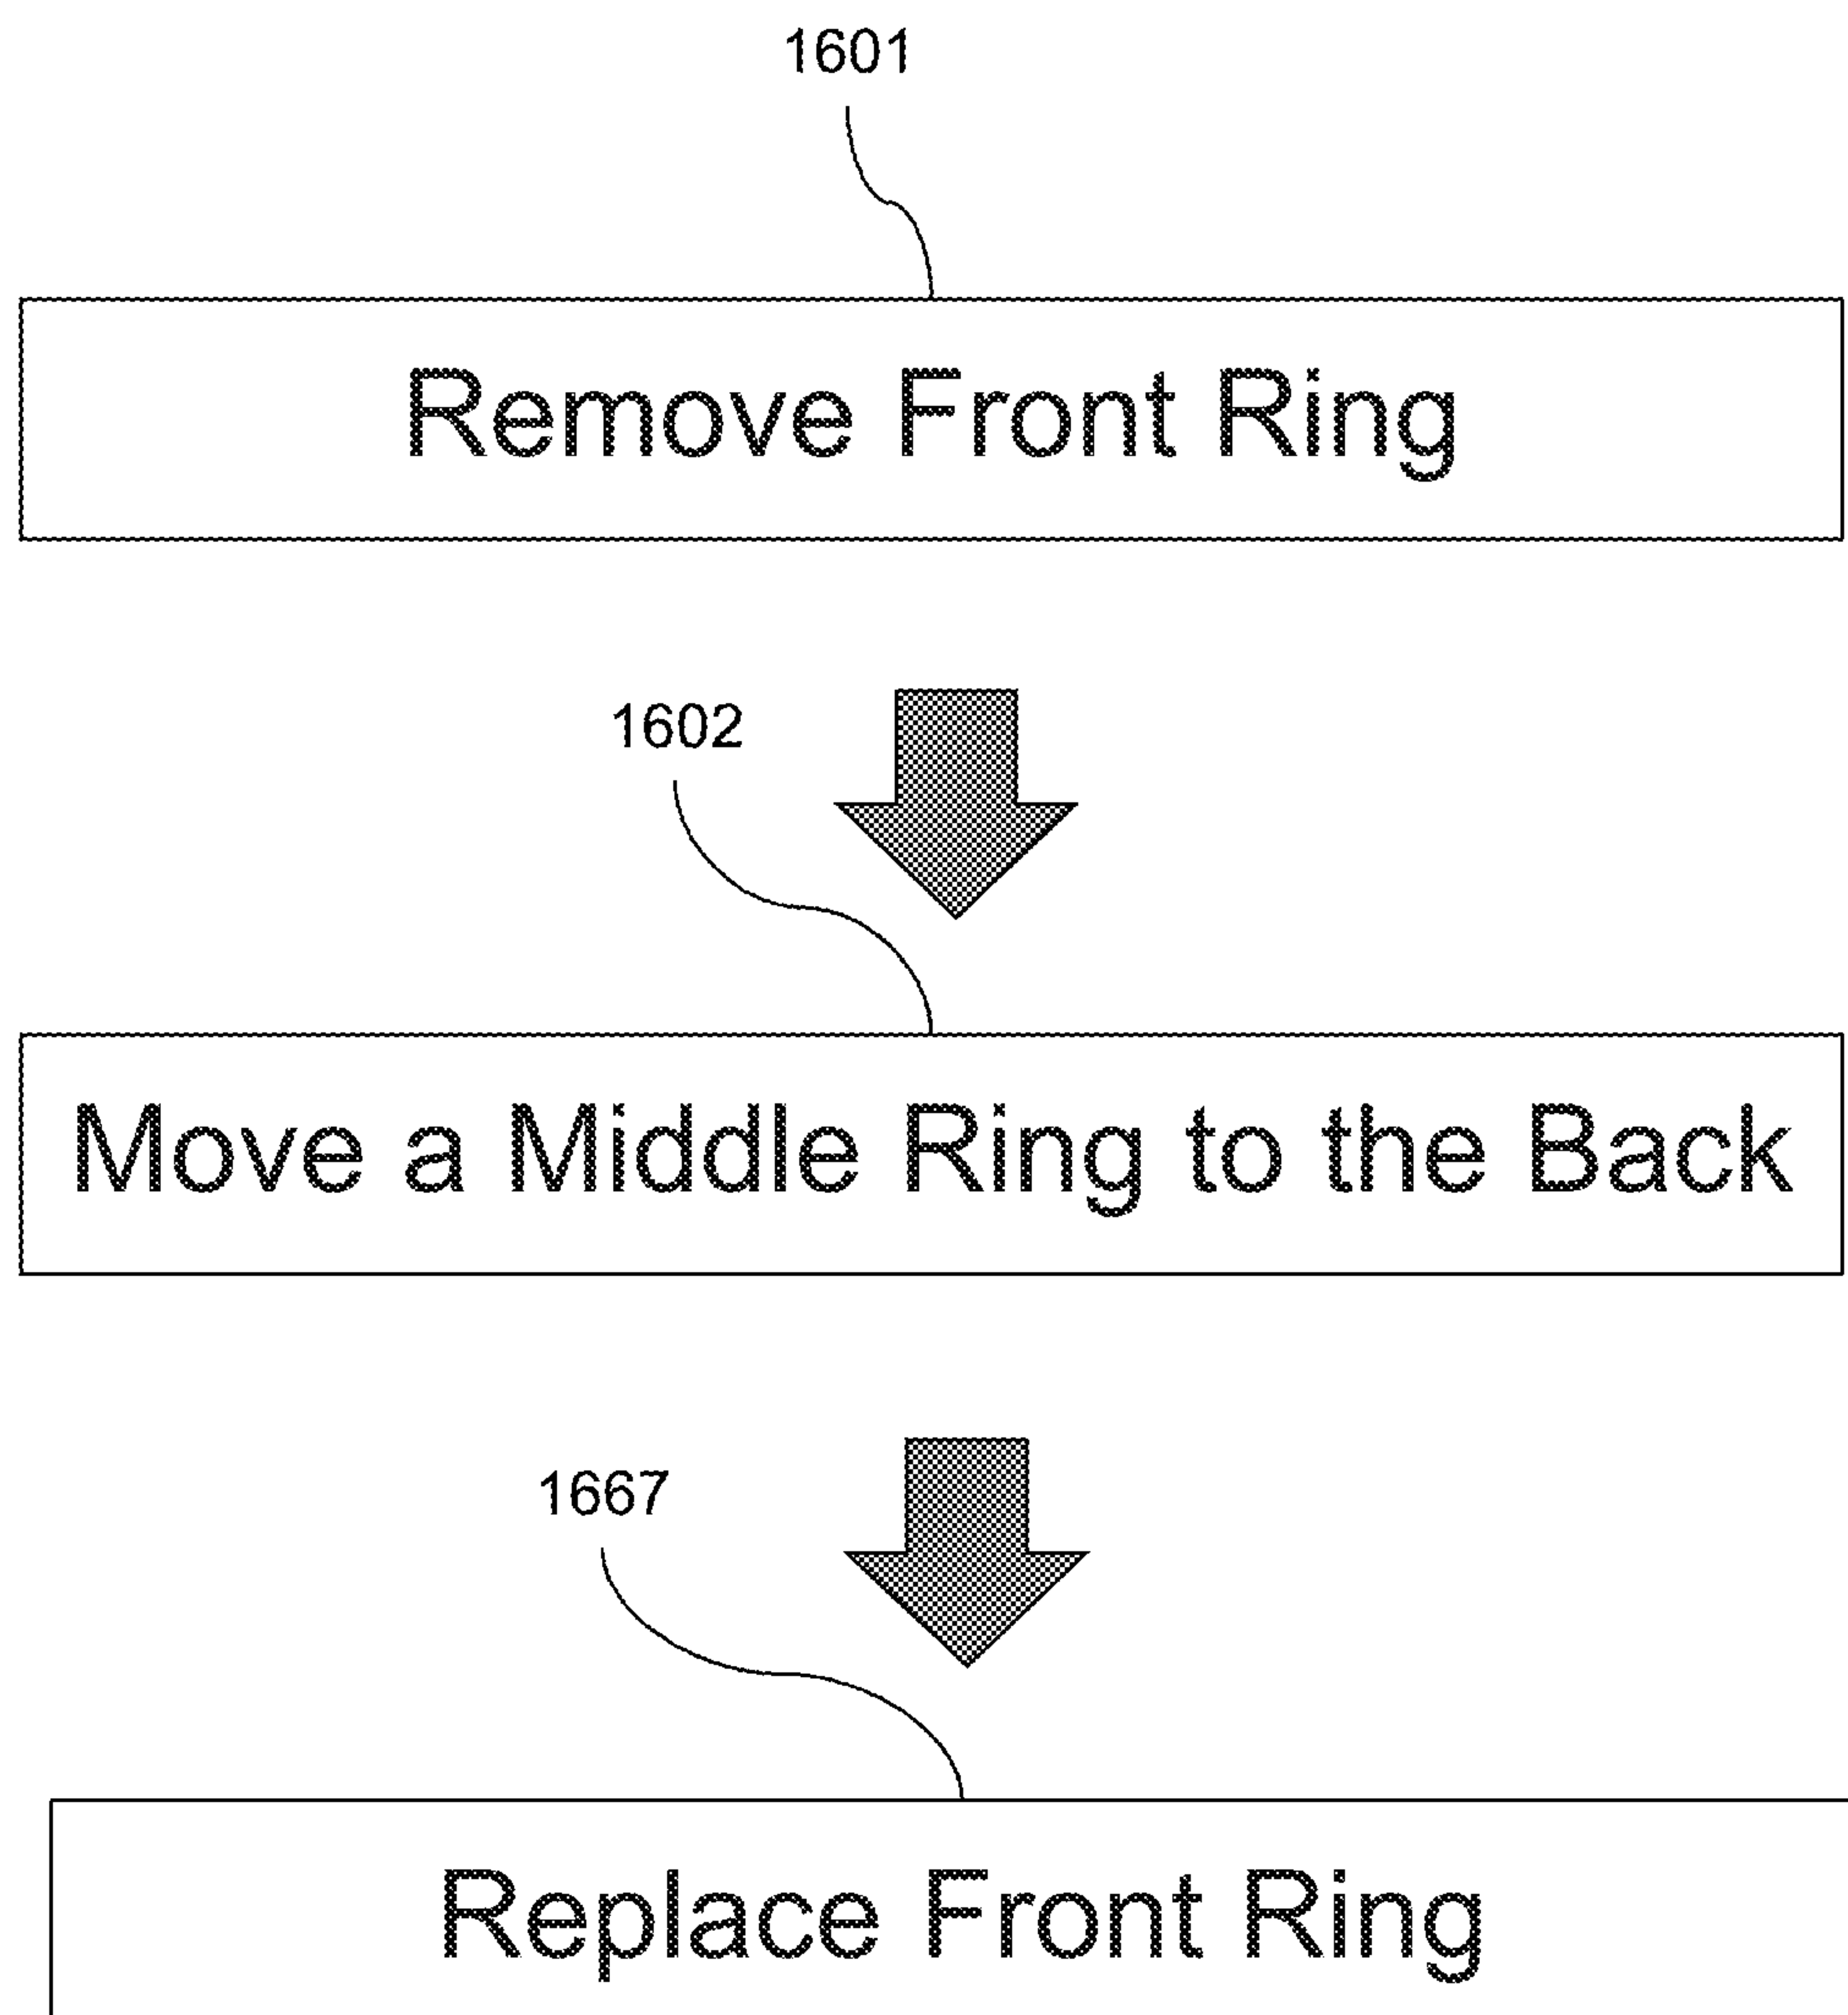 1601
Remove Front Ring
1602
Move a Middle Ring to the Back
1667
Replace Front Ring